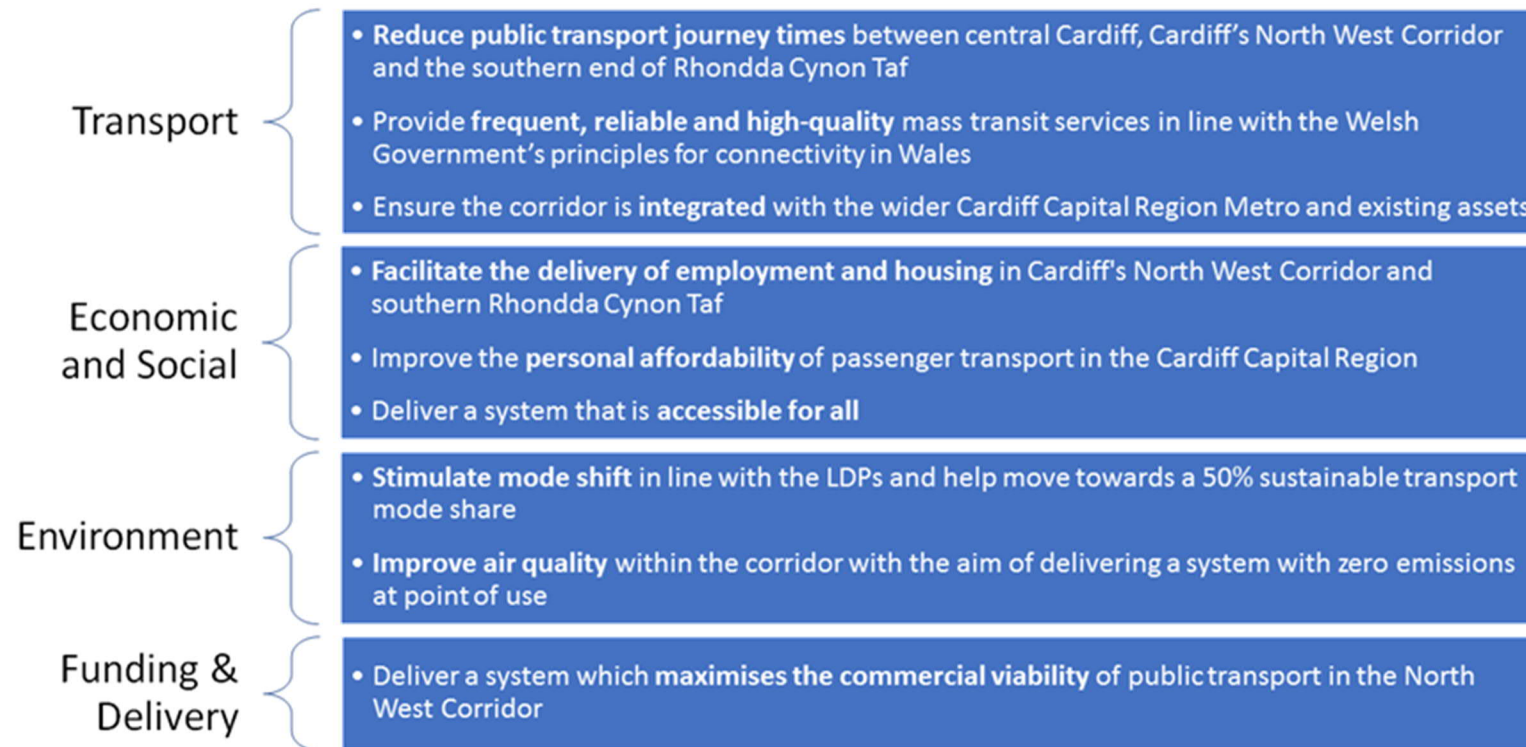 Transport
• Reduce public transport journey times between central Cardiff, Cardiff’s North West Corridor
and the southern end of Rhondda Cynon Taf
• Provide frequent, reliable and high-quality mass transit services in line with the Welsh
Government’s principles for connectivity in Wales
• Ensure the corridor is integrated with the wider Cardiff Capital Region Metro and existing assets
Economic
and Social
• Facilitate the delivery of employment and housing in Cardiff's North West Corridor and
southern Rhondda Cynon Taf
• Improve the personal affordability of passenger transport in the Cardiff Capital Region
• Deliver a system that is accessible for all
Environment
• Stimulate mode shift in line with the LDPs and help move towards a 50% sustainable transport
mode share
• Improve air quality within the corridor with the aim of delivering a system with zero emissions
at point of use
Funding &
Delivery
• Deliver a system which maximises the commercial viability of public transport in the North
West Corridor